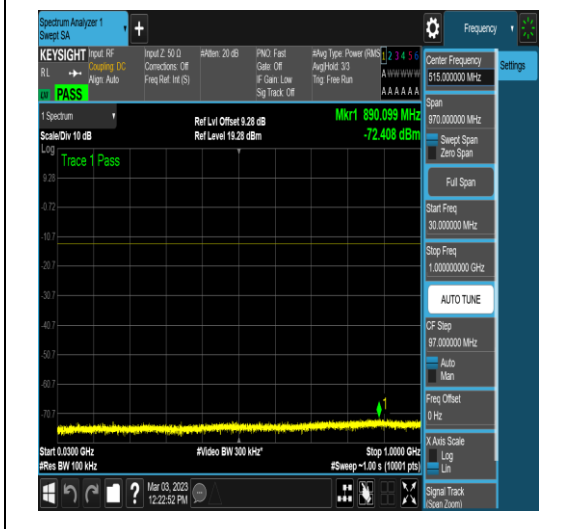 Spectrum Analyzer 1
Swept SA
Frequency
KEYSIGHT
Input: RF
Coupling: DC
Align: Auto
RL
PASS
Input Z: 50 Ω
Corrections: Off
Freq Ref: Int (S)
#Atten: 20 dB
PNO: Fast
Gate: Off
IF Gain: Low
Sig Track: Off
#Avg Type: Power (RMS
Avg|Hold: 3/3
Trig: Free Run
1 2 3 4 5 6
A W W W W W
A A A A A A
1 Spectrum
Scale/Div 10 dB
Ref Lvl Offset 9.28 dB
Ref Level 19.28 dBm
Mkr1 890.099 MHz
-72.408 dBm
Log
Trace 1 Pass
9.28
-0.72
-10.7
-20.7
-30.7
-40.7
-50.7
-60.7
-70.7
1
Start 0.0300 GHz
#Res BW 100 kHz
#Video BW 300 kHz*
Stop 1.0000 GHz
#Sweep ~1.00 s (10001 pts)
Mar 03, 2023
12:22:52 PM
Center Frequency
515.000000 MHz
Settings
Span
970.000000 MHz
Swept Span
Zero Span
Full Span
Start Freq
30.000000 MHz
Stop Freq
1.000000000 GHz
AUTO TUNE
CF Step
97.000000 MHz
Auto
Man
Freq Offset
0 Hz
X Axis Scale
Log
Lin
Signal Track
(Span Zoom)